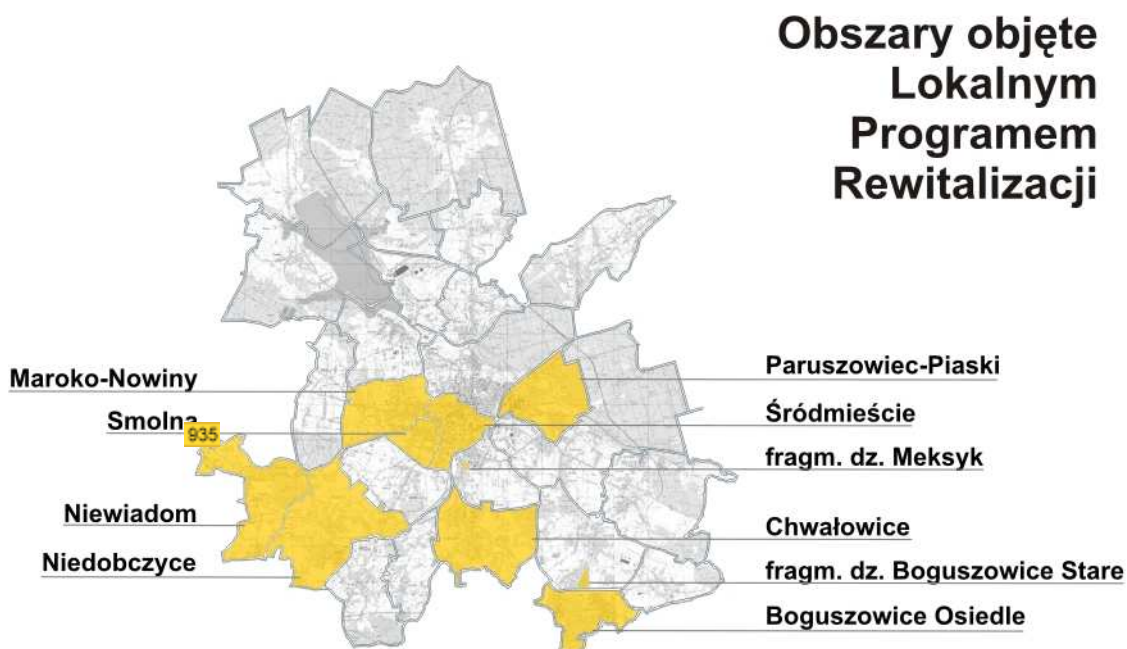 Obszary objęte
Lokalnym
Programem
Rewitalizacji
Maroko-Nowiny
Smolna
935
Niewiadom
Niedobczyce
Paruszowiec-Piaski
Śródmieście
fragm. dz. Meksyk
Chwałowice
fragm. dz. Boguszowice Stare
Boguszowice Osiedle